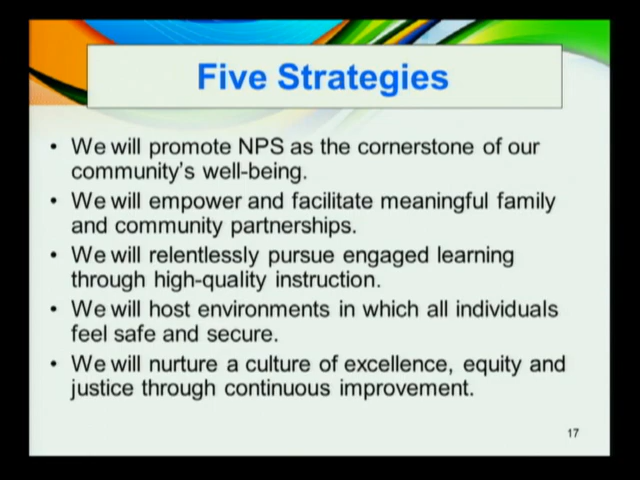 Five Strategies
• We will promote NPS as the cornerstone of our
community's well-being.
• We will empower and facilitate meaningful family
and community partnerships.
• We will relentlessly pursue engaged learning
through high-quality instruction.
• We will host environments in which all individuals
feel safe and secure.
• We will nurture a culture of excellence, equity and
justice through continuous improvement.
17